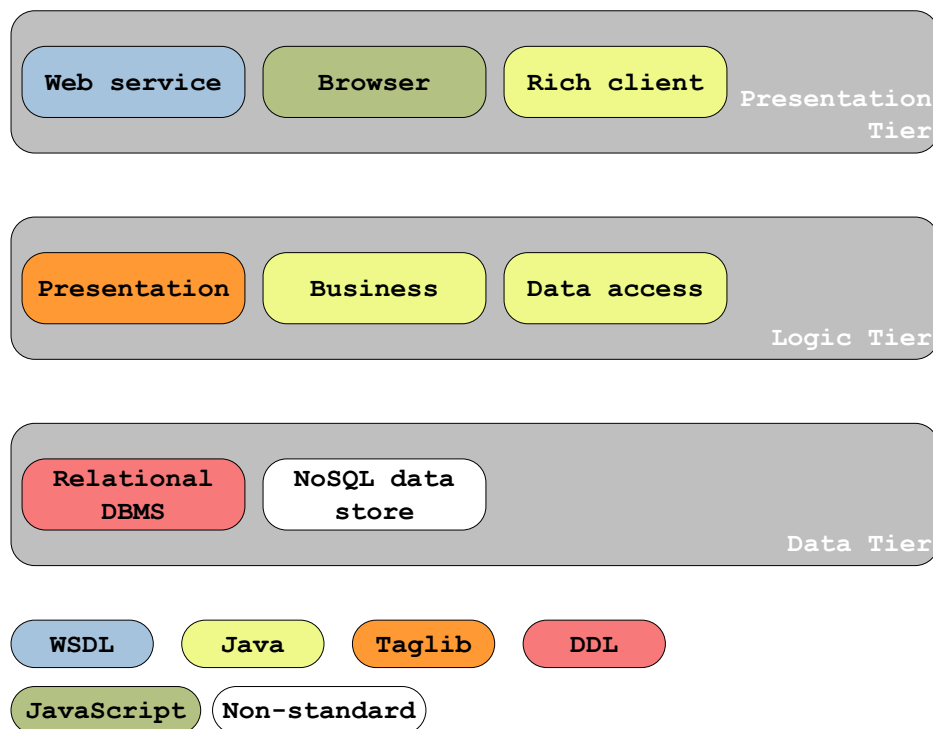 Web service
Browser
Rich client
Presentation
Tier
Presentation
Business
Data access
Logic Tier
Relational
DBMS
NoSQL data
store
Data Tier
WSDL
Java
Taglib
DDL
JavaScript
Non-standard